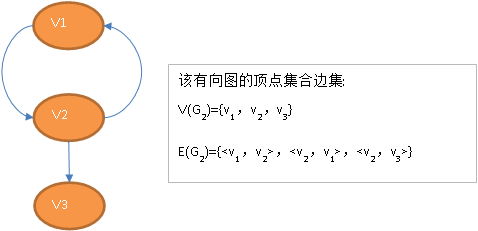 V1
V2
V3
该有向图的顶点集合边集:
V(G₂)={v₁，v₂，v₃}
E(G₂)={<v₁，v₂>，<v₂，v₁>，<v₂，v₃>}